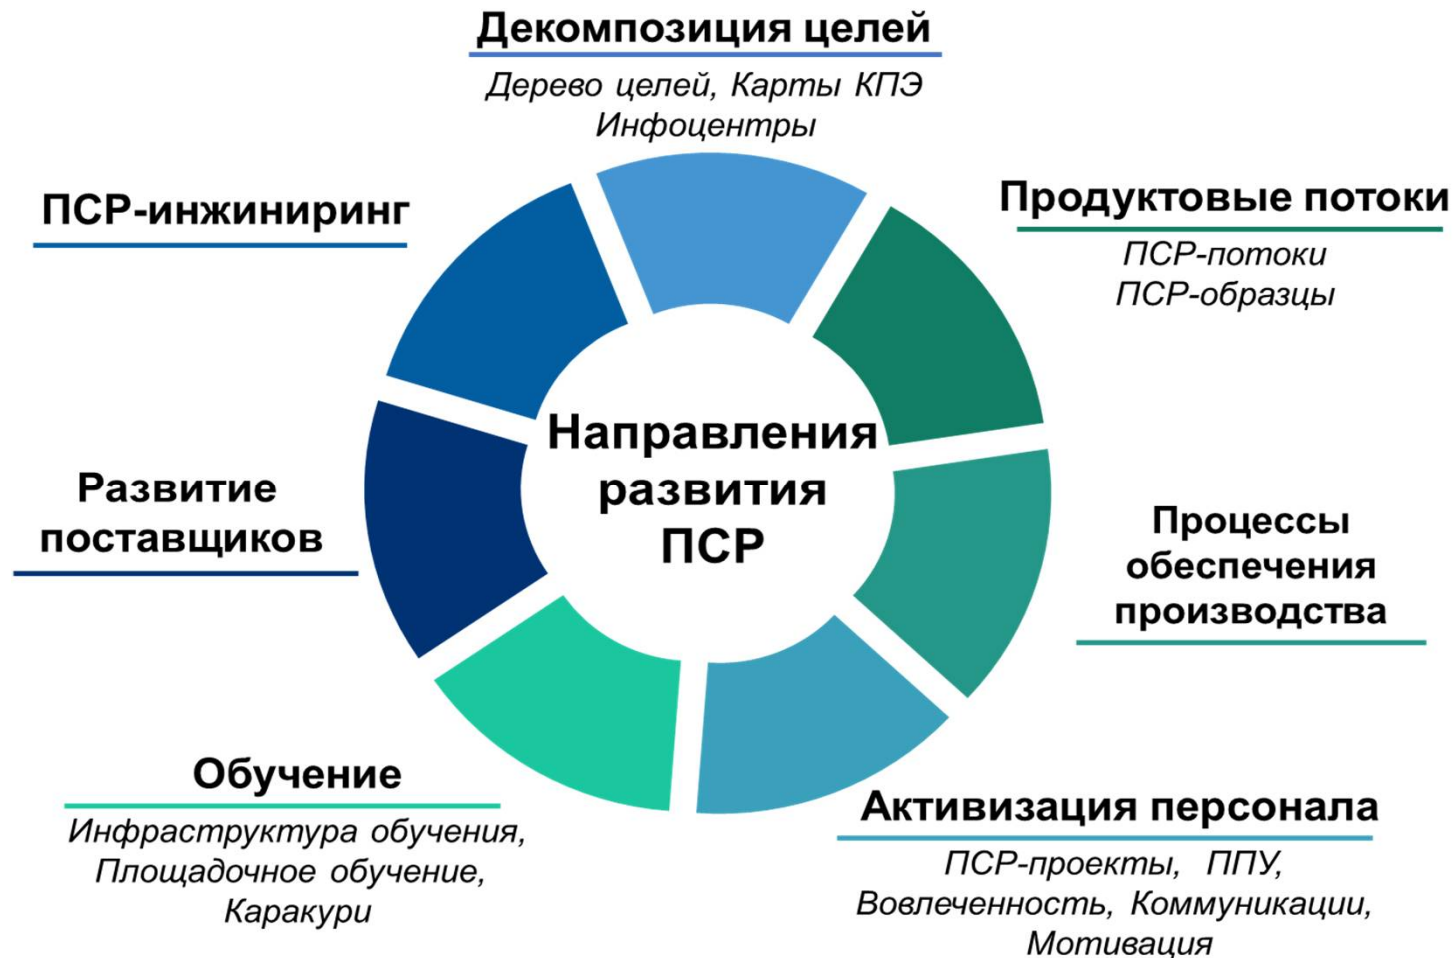 Декомпозиция целей
Дерево целей, Карты КПЭ
Инфоцентры
ПСР-инжиниринг
Продуктовые потоки
ПСР-потоки
ПСР-образцы
Направления
развития
ПСР
Развитие
поставщиков
Процессы
обеспечения
производства
Обучение
Инфраструктура обучения,
Площадочное обучение,
Каракури
Активизация персонала
ПСР-проекты, ППУ,
Вовлеченность, Коммуникации,
Мотивация